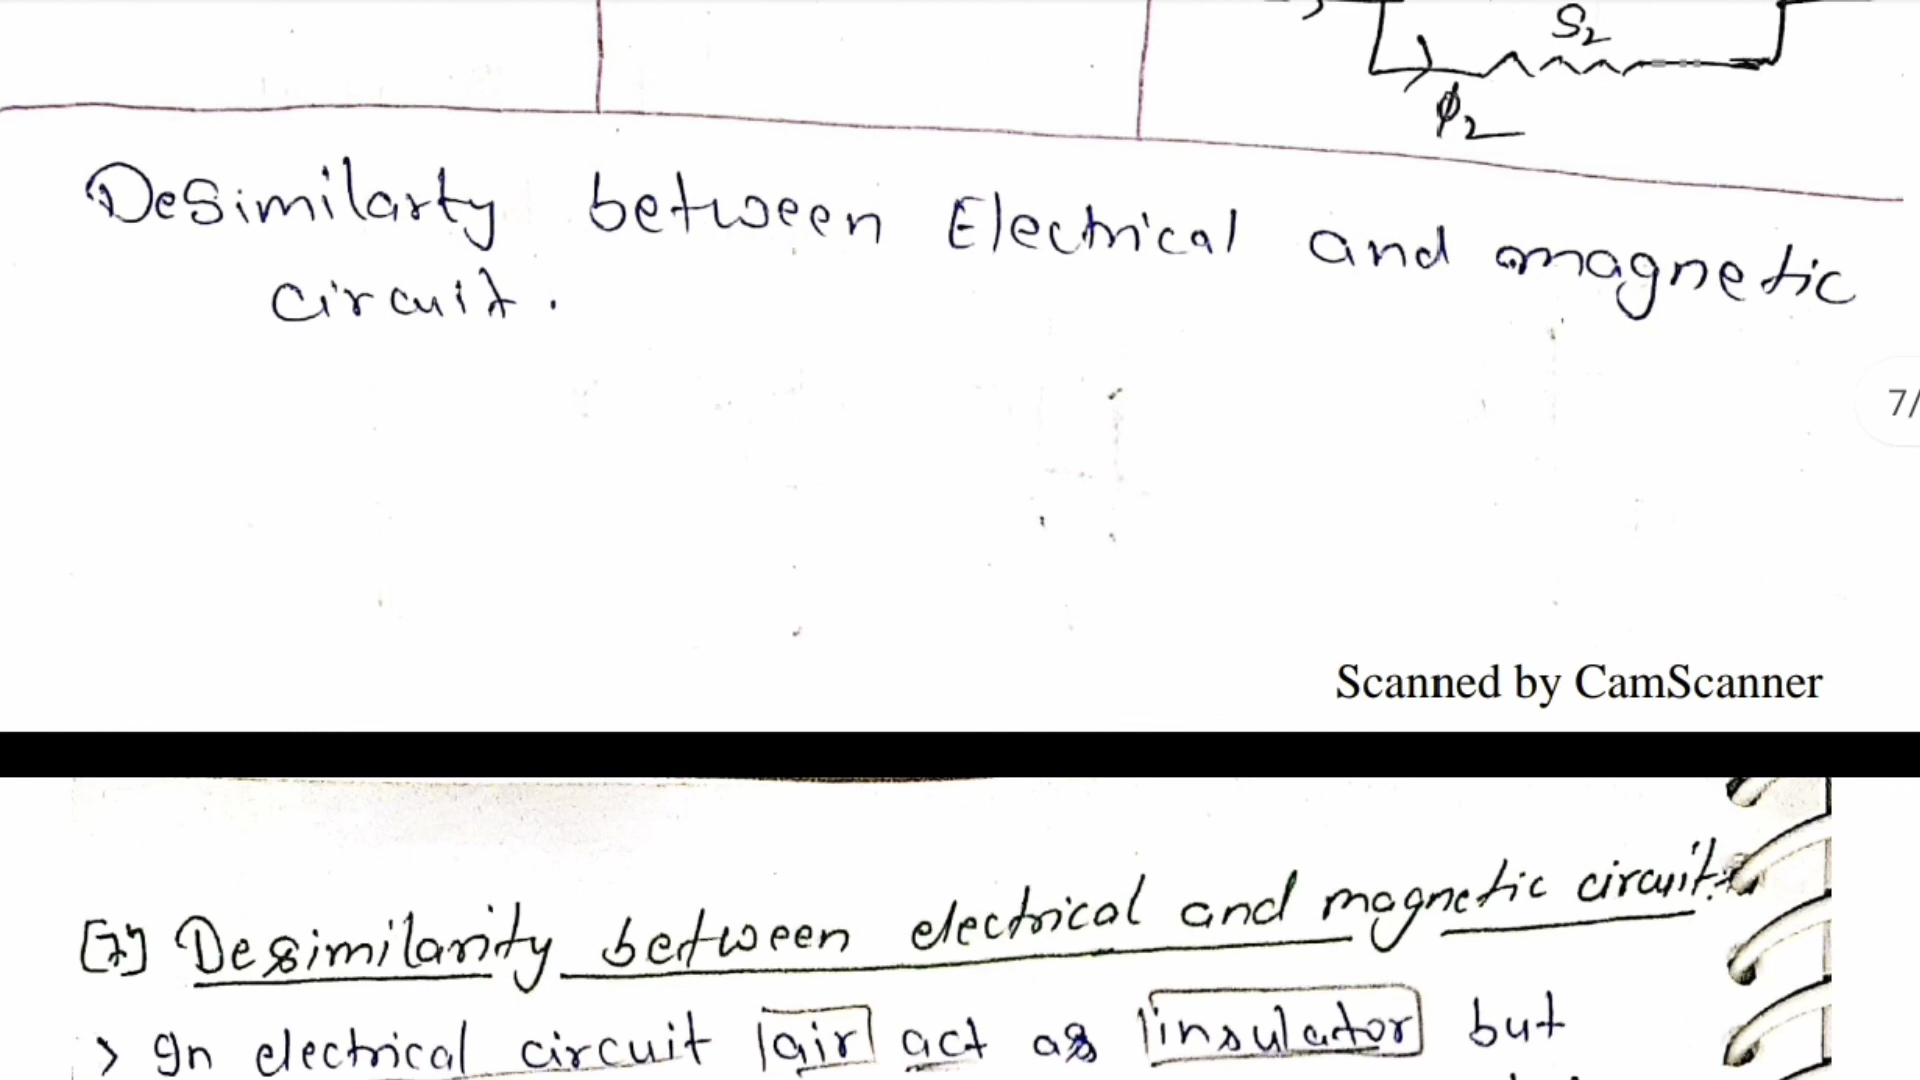 S2
ϕ2
Desimilarty between Electrical and magnetic
circuit.
7/
Scanned by CamScanner
[7] Desimilarity between electrical and magnetic circuit:
> In electrical circuit air act as insulator but